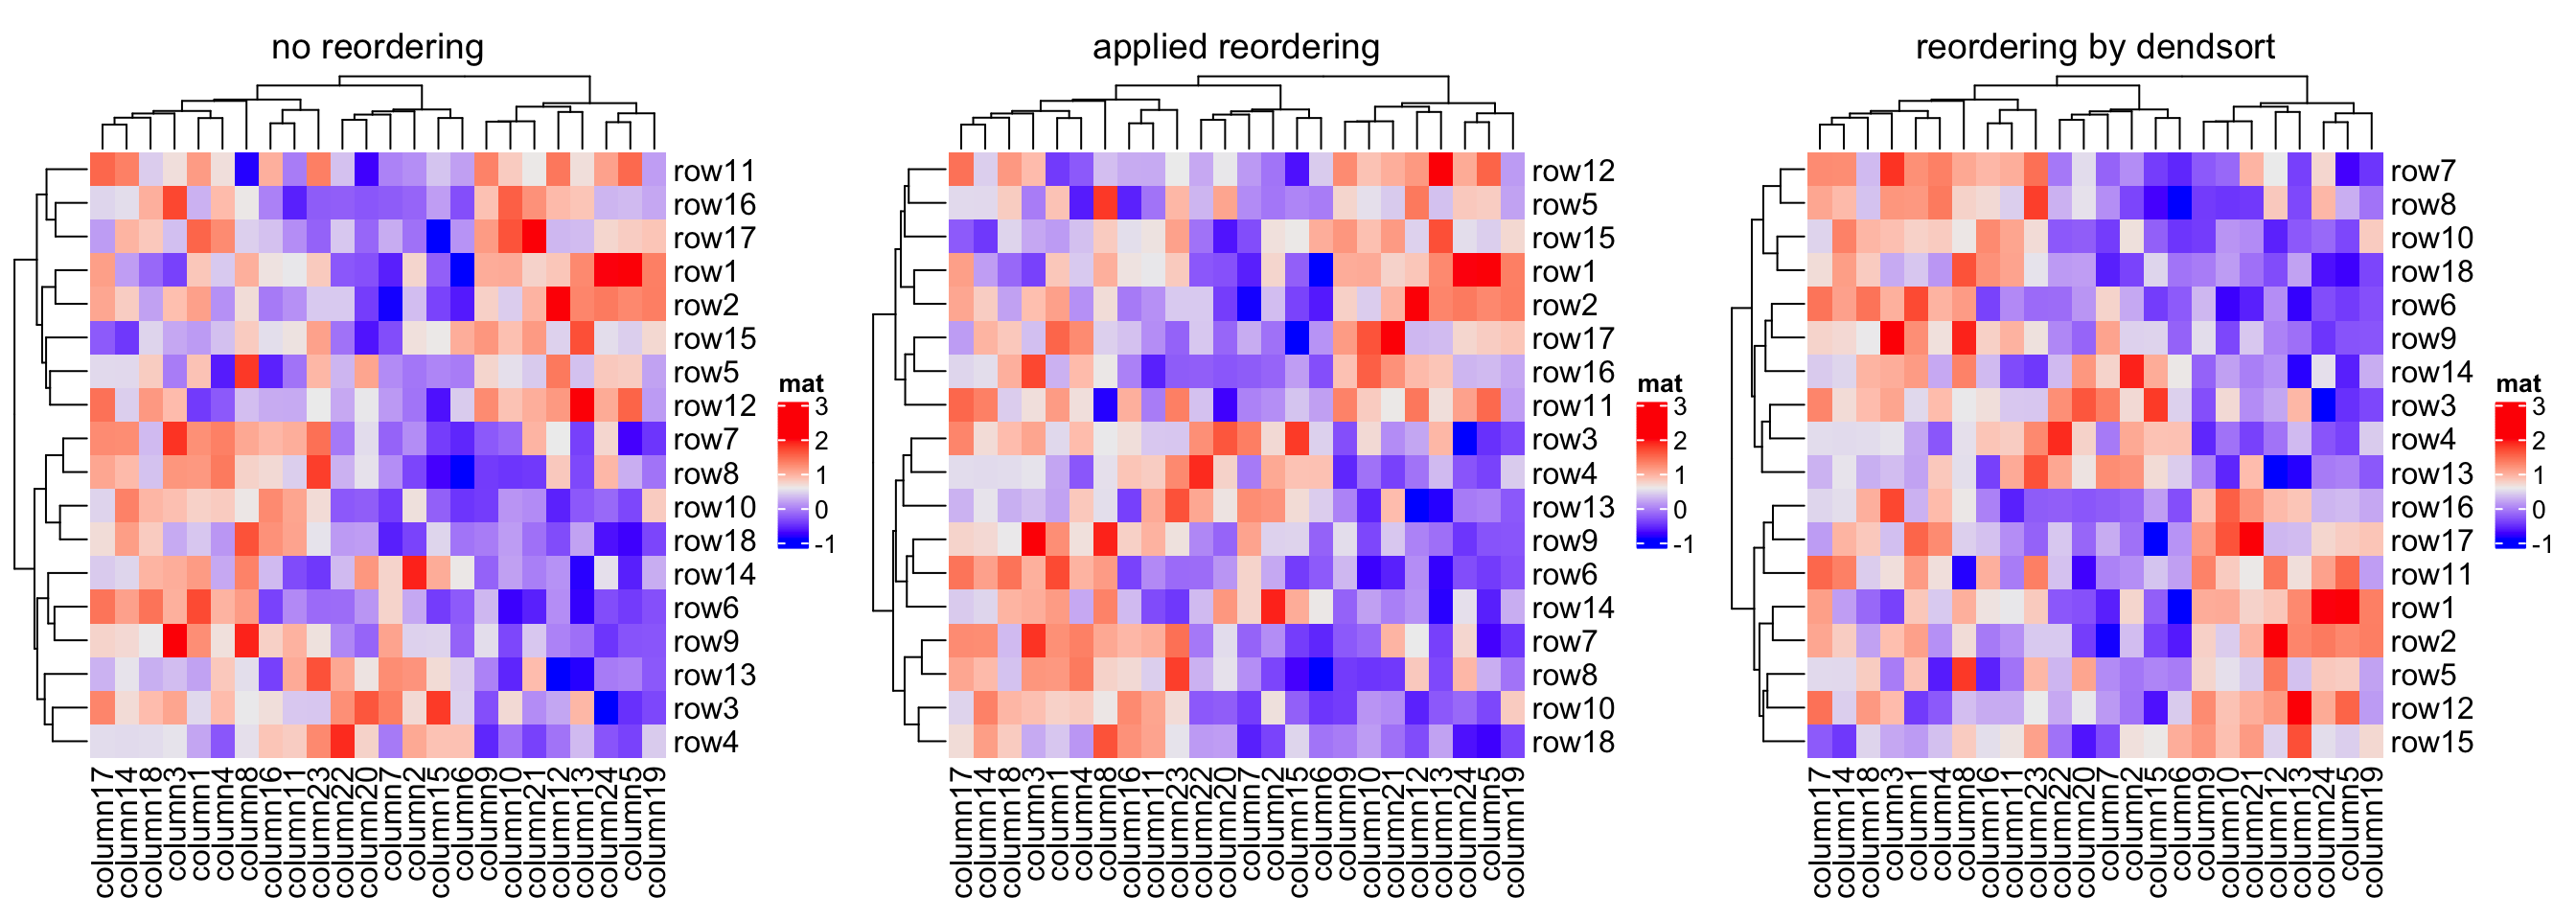 no reordering
row11
row16
row17
row1
row2
row15
row5
row12
row7
row8
row10
row18
row14
row6
row9
row13
row3
row4
column17
column14
column18
column3
column1
column4
column8
column16
column11
column23
column22
column20
column7
column2
column15
column6
column9
column10
column21
column12
column13
column24
column5
column19
mat
3
2
1
0
-1
applied reordering
row12
row5
row15
row1
row2
row17
row16
row11
row3
row4
row13
row9
row6
row14
row7
row8
row10
row18
column17
column14
column18
column3
column1
column4
column8
column16
column11
column23
column22
column20
column7
column2
column15
column6
column9
column10
column21
column12
column13
column24
column5
column19
mat
3
2
1
0
-1
reordering by dendsort
row7
row8
row10
row18
row6
row9
row14
row3
row4
row13
row16
row17
row11
row1
row2
row5
row12
row15
column17
column14
column18
column3
column1
column4
column8
column16
column11
column23
column22
column20
column7
column2
column15
column6
column9
column10
column21
column12
column13
column24
column5
column19
mat
3
2
1
0
-1